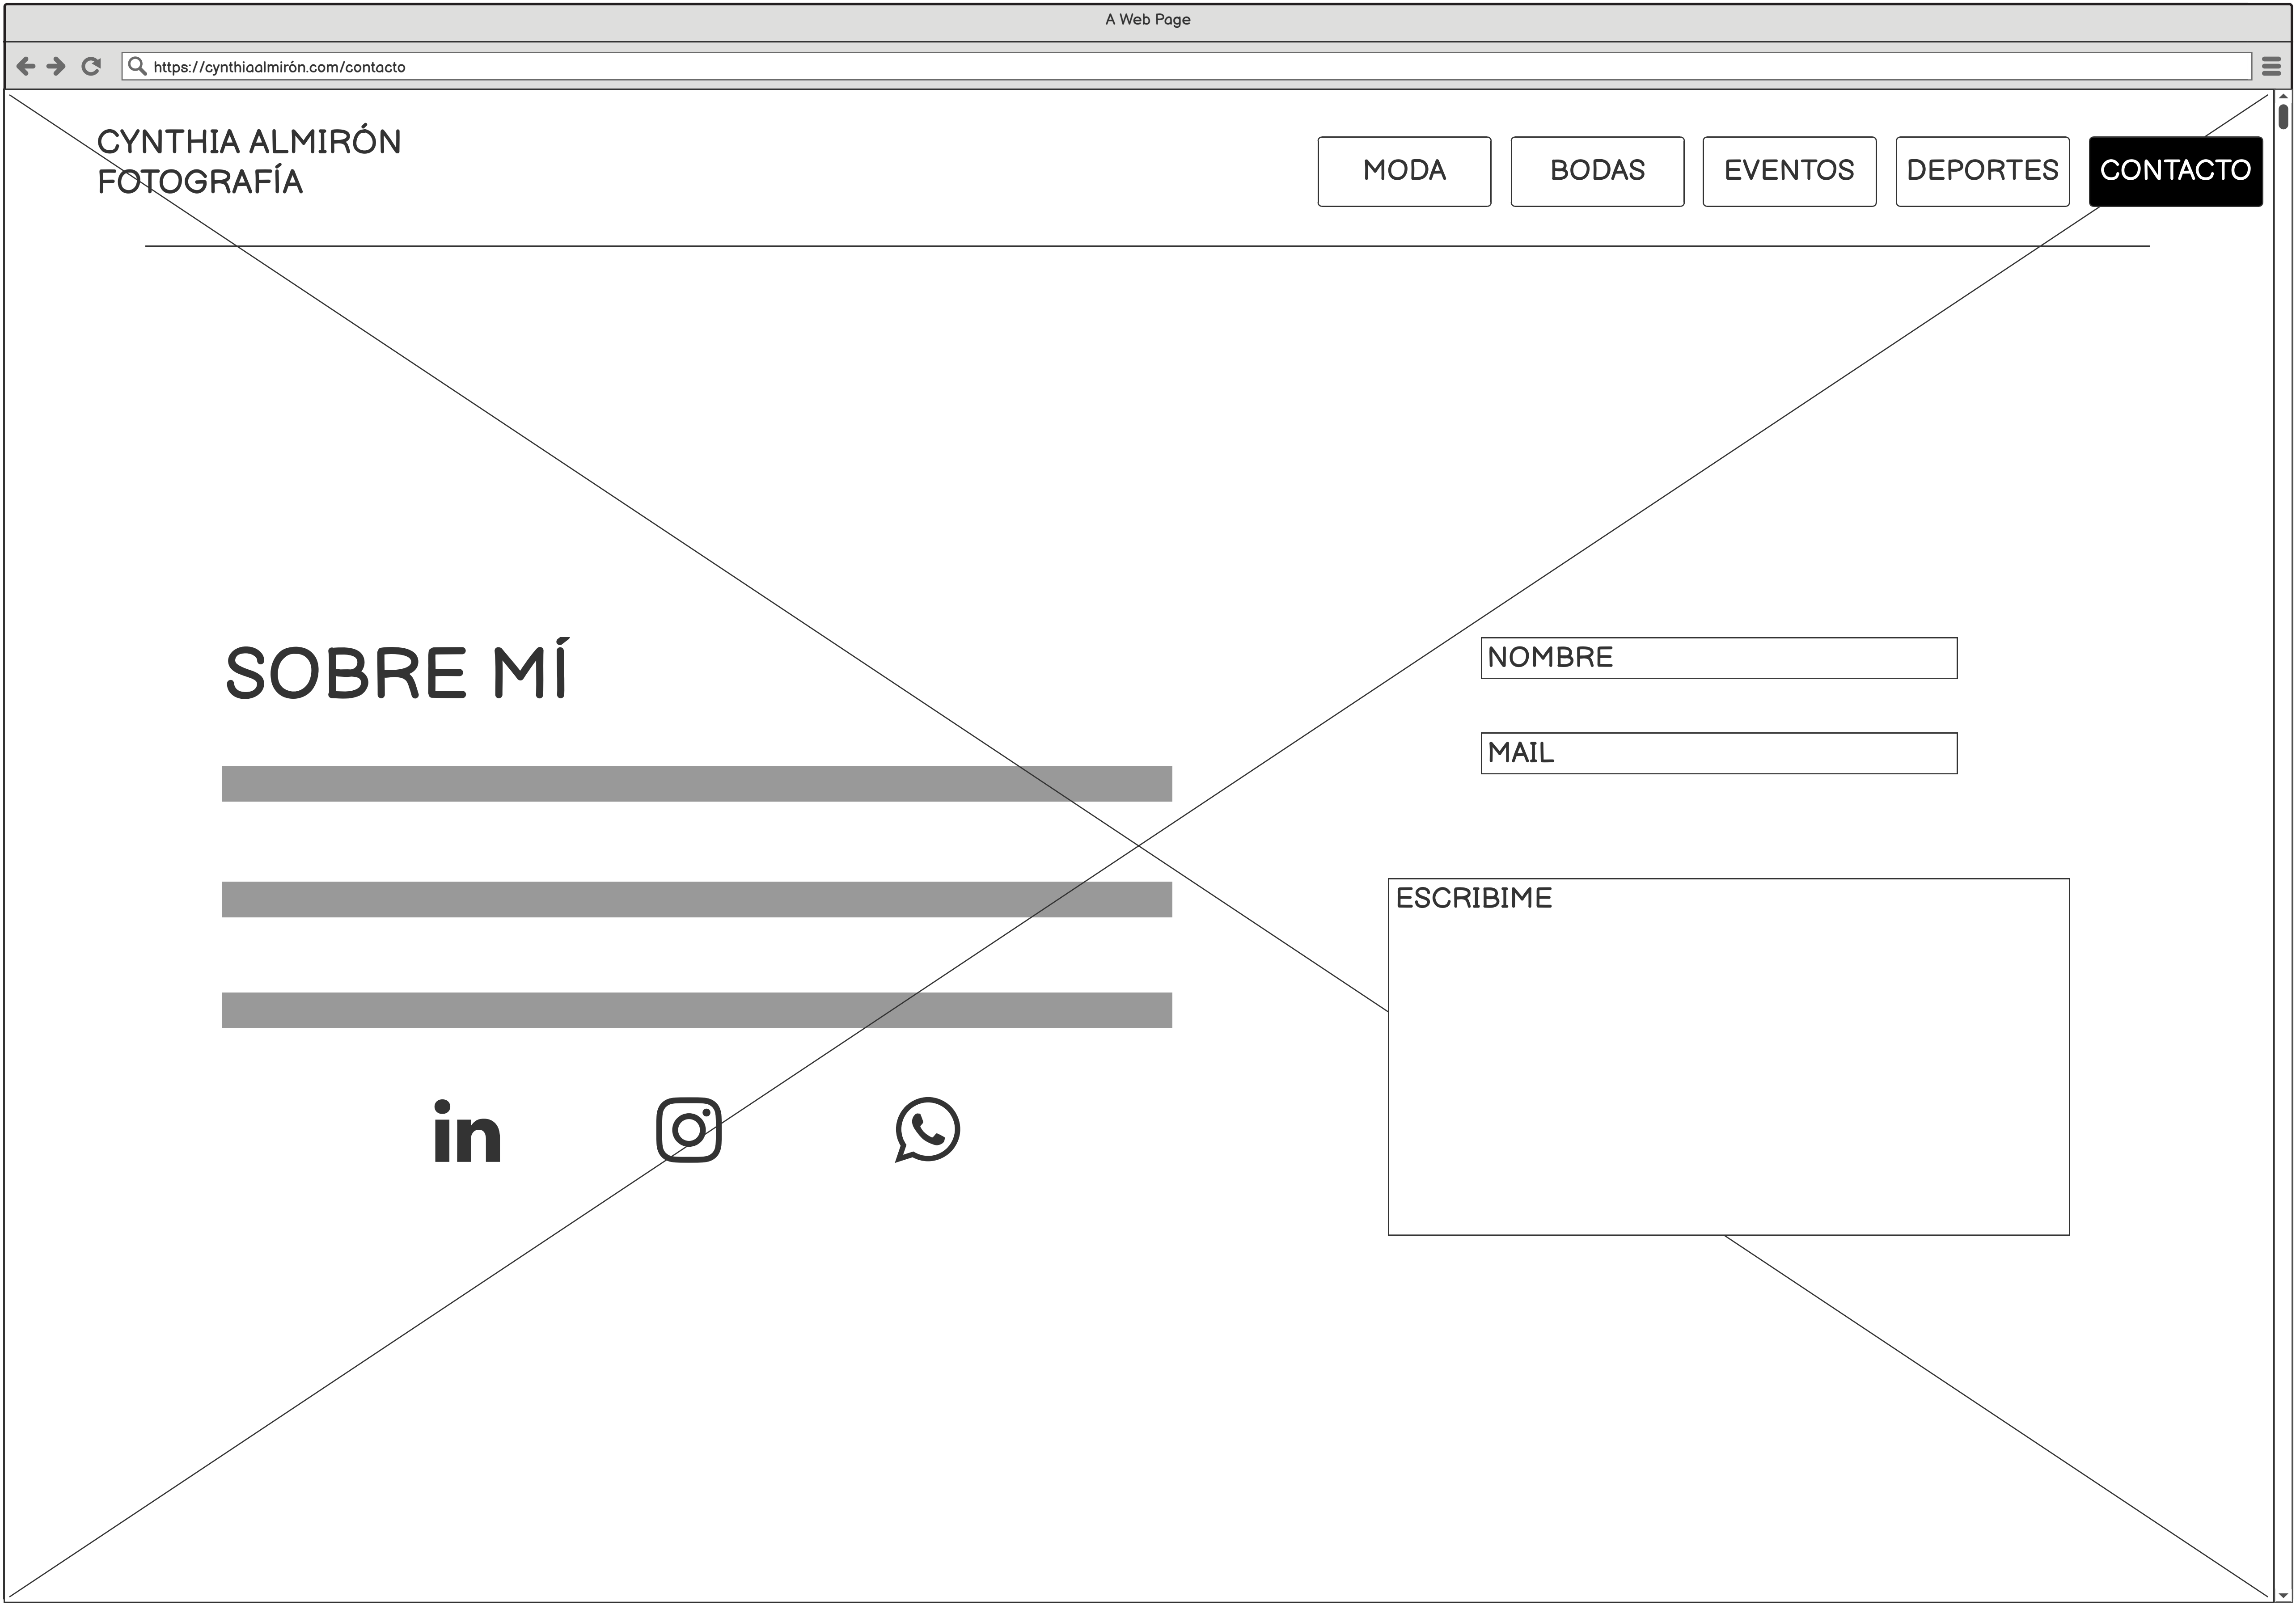 A Web Page
https://cynthiaalmirón.com/contacto
CYNTHIA ALMIRÓN
FOTOGRAFÍA
MODA
BODAS
EVENTOS
DEPORTES
CONTACTO
SOBRE MÍ
NOMBRE
MAIL
ESCRIBIME
in